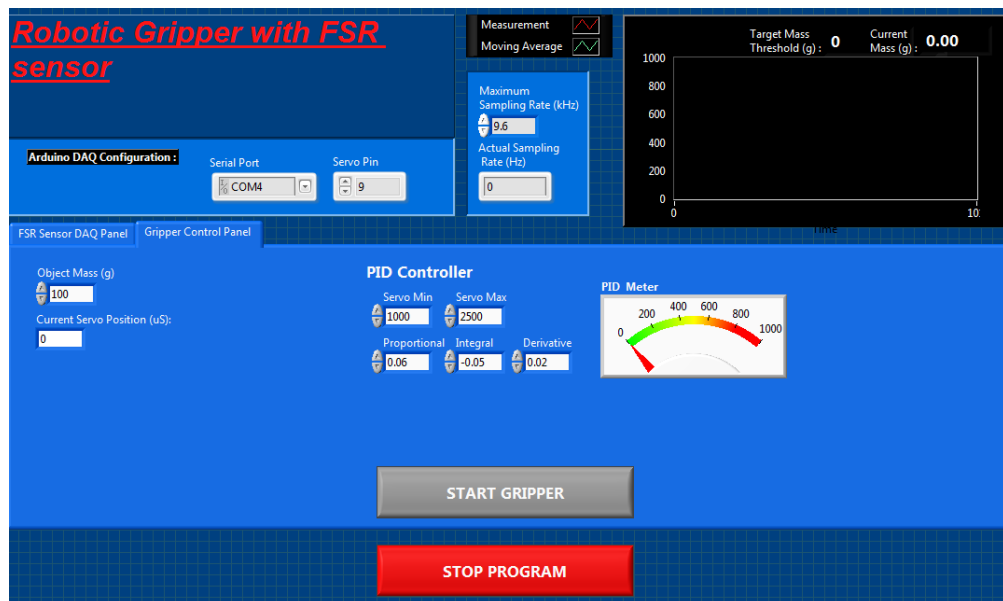 Robotic Gripper with FSR
sensor
Measurement
Moving Average
Maximum
Sampling Rate (kHz)
9.6
Actual Sampling
Rate (Hz)
0
Arduino DAQ Configuration :
Serial Port
Servo Pin
COM4
9
Target Mass
Threshold (g) :
0
Current
Mass (g) :
0.00
1000
800
600
400
200
0
0
10
Time
FSR Sensor DAQ Panel
Gripper Control Panel
Object Mass (g)
100
Current Servo Position (uS):
0
PID Controller
Servo Min
Servo Max
1000
2500
Proportional
Integral
Derivative
0.06
-0.05
0.02
PID Meter
0
200
400
600
800
1000
START GRIPPER
STOP PROGRAM